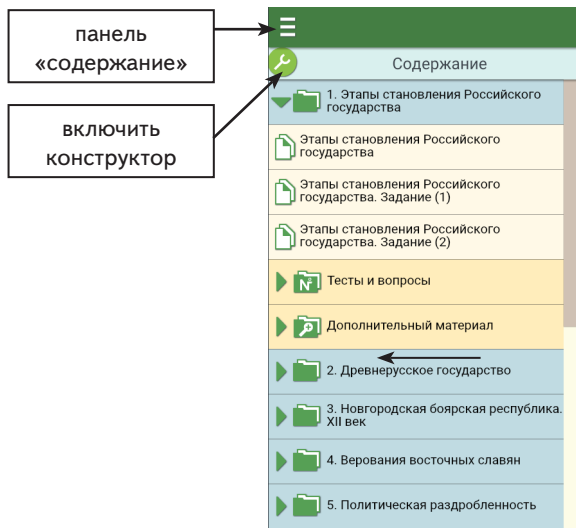 панель
«содержание»
включить
конструктор
Содержание
1. Этапы становления Российского
государства
Этапы становления Российского
государства
Этапы становления Российского
государства. Задание (1)
Этапы становления Российского
государства. Задание (2)
№ Тесты и вопросы
Дополнительный материал
2. Древнерусское государство
3. Новгородская боярская республика.
XII век
4. Верования восточных славян
5. Политическая раздробленность